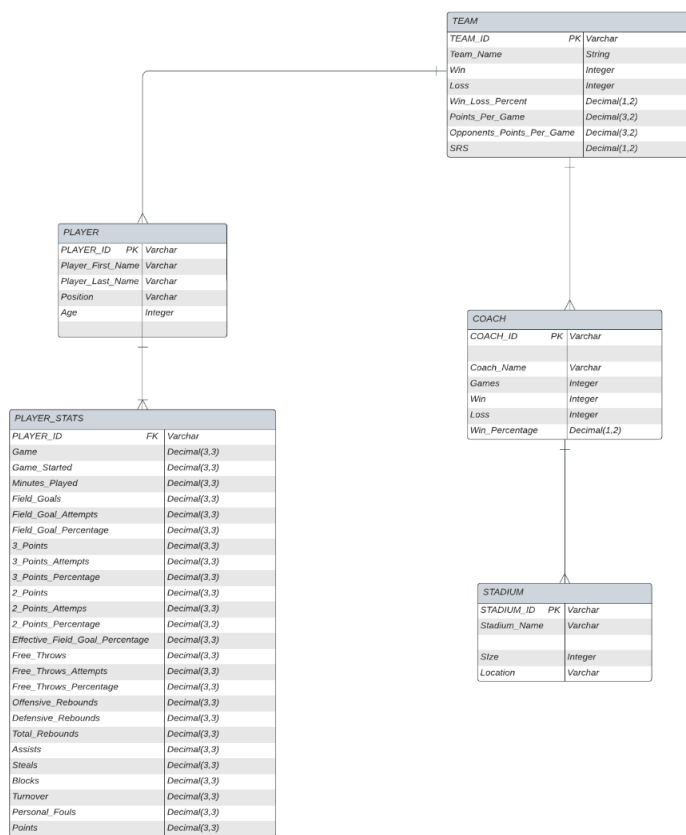 TEAM
TEAM_ID PK Varchar
Team_Name String
Win Integer
Loss Integer
Win_Loss_Percent Decimal(1,2)
Points_Per_Game Decimal(3,2)
Opponents_Points_Per_Game Decimal(3,2)
SRS Decimal(1,2)
PLAYER
PLAYER_ID PK Varchar
Player_First_Name Varchar
Player_Last_Name Varchar
Position Varchar
Age Integer
COACH
COACH_ID PK Varchar
Coach_Name Varchar
Games Integer
Win Integer
Loss Integer
Win_Percentage Decimal(1,2)
PLAYER_STATS
PLAYER_ID FK Varchar
Game Decimal(3,3)
Game_Started Decimal(3,3)
Minutes_Played Decimal(3,3)
Field_Goals Decimal(3,3)
Field_Goal_Attempts Decimal(3,3)
Field_Goal_Percentage Decimal(3,3)
3_Points Decimal(3,3)
3_Points_Attempts Decimal(3,3)
3_Points_Percentage Decimal(3,3)
2_Points Decimal(3,3)
2_Points_Attemps Decimal(3,3)
2_Points_Percentage Decimal(3,3)
Effective_Field_Goal_Percentage Decimal(3,3)
Free_Throws Decimal(3,3)
Free_Throws_Attempts Decimal(3,3)
Free_Throws_Percentage Decimal(3,3)
Offensive_Rebounds Decimal(3,3)
Defensive_Rebounds Decimal(3,3)
Total_Rebounds Decimal(3,3)
Assists Decimal(3,3)
Steals Decimal(3,3)
Blocks Decimal(3,3)
Turnover Decimal(3,3)
Personal_Fouls Decimal(3,3)
Points Decimal(3,3)
STADIUM
STADIUM_ID PK Varchar
Stadium_Name Varchar
SIze Integer
Location Varchar